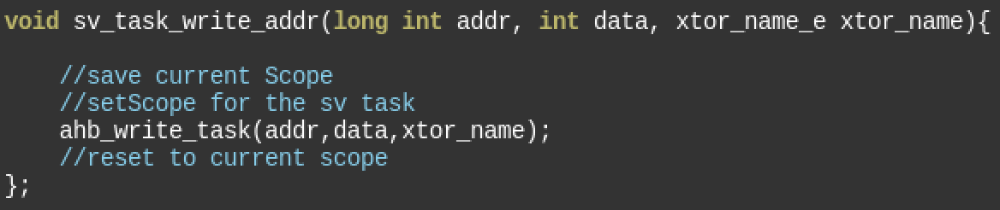 void sv_task_write_addr(long int addr, int data, xtor_name_e xtor_name){
//save current Scope
//setScope for the sv task
ahb_write_task(addr,data,xtor_name);
//reset to current scope
};